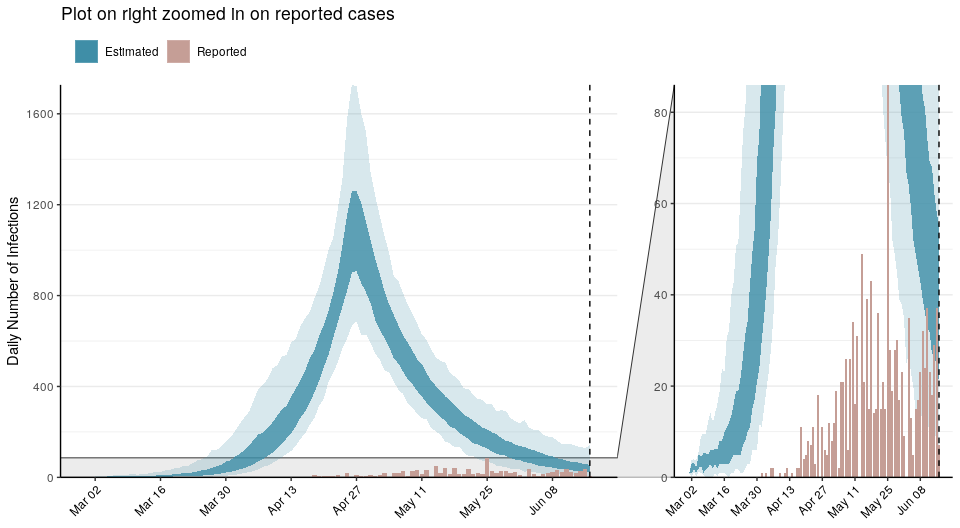 Plot on right zoomed in on reported cases
Estimated Reported
Daily Number of Infections
1600
1200
800
400
0
Mar 02 Mar 16 Mar 30 Apr 13 Apr 27 May 11 May 25 Jun 08
80
60
40
20
0
Mar 02 Mar 16 Mar 30 Apr 13 Apr 27 May 11 May 25 Jun 08